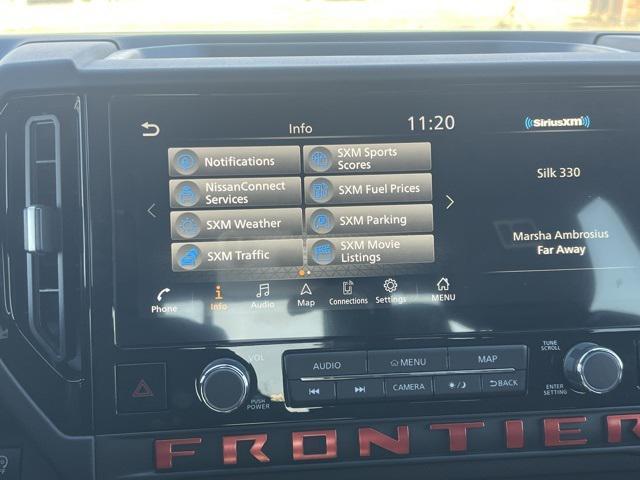 Info
11:20
SiriusXM
Notifications
SXM Sports
Scores
NissanConnect
Services
SXM Fuel Prices
SXM Weather
SXM Parking
SXM Traffic
SXM Movie
Listings
Silk 330
Marsha Ambrosius
Far Away
Phone
Info
Audio
Map
Connections
Settings
MENU
VOL
PUSH
POWER
AUDIO
MENU
MAP
CAMERA
BACK
TUNE
SCROLL
ENTER
SETTING
FRONTIER
OFF